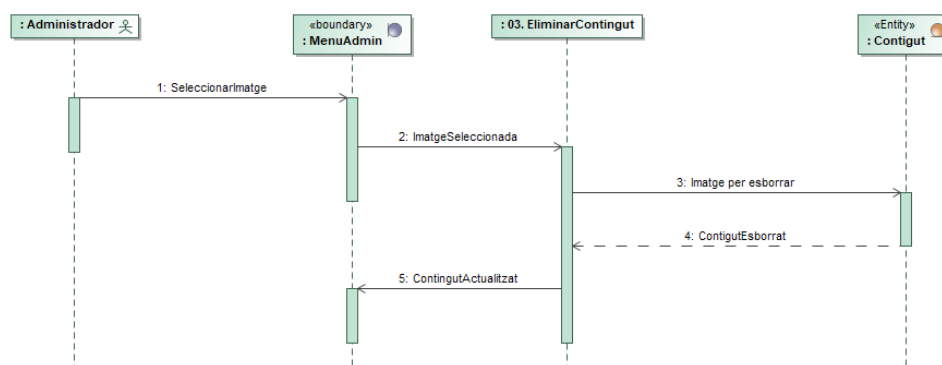 : Administrador
«boundary»
: MenuAdmin
: 03. EliminarContingut
«Entity»
: Contigut
1: SeleccionarImatge
2: ImatgeSeleccionada
3: Imatge per esborrar
4: ContigutEsborrat
5: ContingutActualitzat